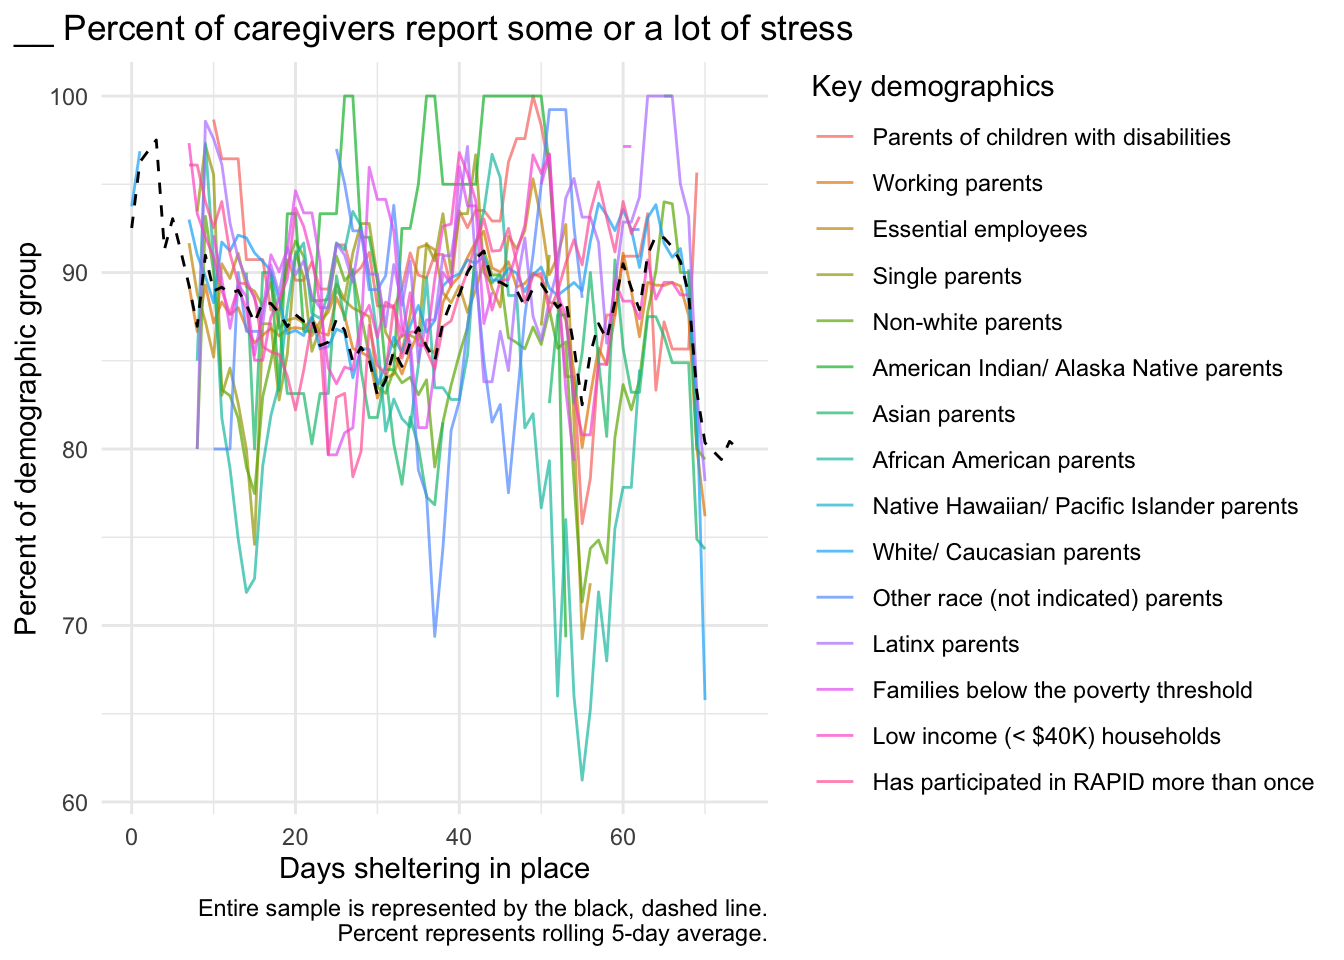 __ Percent of caregivers report some or a lot of stress
Percent of demographic group
100
90
80
70
60
0
20
40
60
Days sheltering in place
Entire sample is represented by the black, dashed line.
Percent represents rolling 5-day average.
Key demographics
Parents of children with disabilities
Working parents
Essential employees
Single parents
Non-white parents
American Indian/ Alaska Native parents
Asian parents
African American parents
Native Hawaiian/ Pacific Islander parents
White/ Caucasian parents
Other race (not indicated) parents
Latinx parents
Families below the poverty threshold
Low income (< $40K) households
Has participated in RAPID more than once